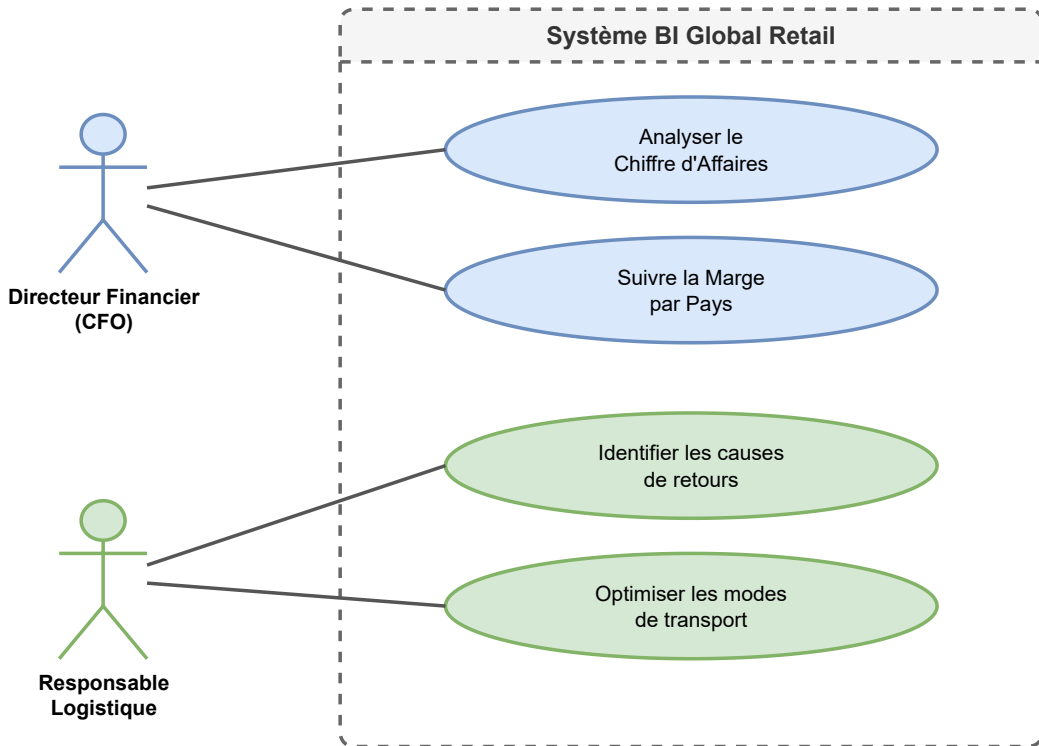 Système BI Global Retail
Analyser le
Chiffre d'Affaires
Suivre la Marge
par Pays
Directeur Financier
(CFO)
Identifier les causes
de retours
Optimiser les modes
de transport
Responsable
Logistique